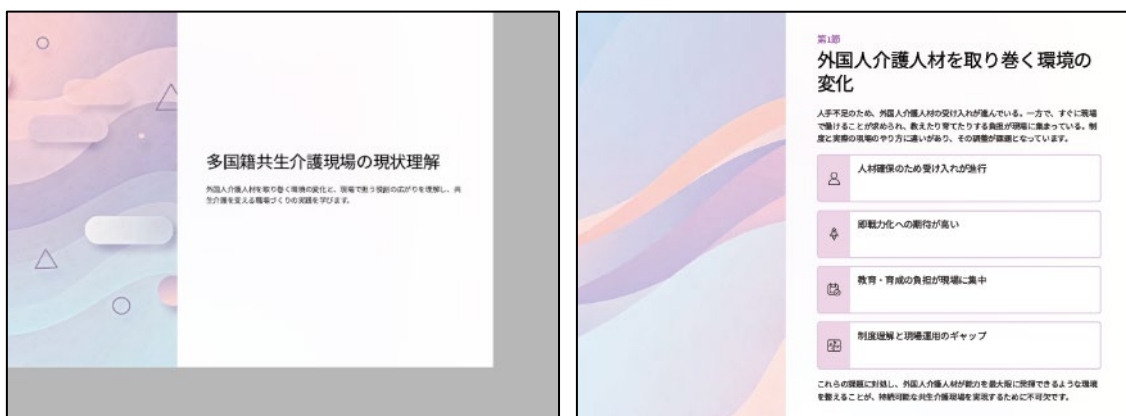 多国籍共生介護現場の現状理解
外国人介護人材を取り巻く環境の変化と、現場で担う役割の広がりを理解し、共
生介護を支える職場づくりの実践を学びます。
第1節
外国人介護人材を取り巻く環境の
変化
人手不足のため、外国人介護人材の受け入れが進んでいる。一方で、すぐに現場
で働けることが求められ、教えたり育てたりする負担が現場に集まっている。制
度と実際の現場のやり方に違いがあり、その調整が課題となっています。
人材確保のため受け入れが進行
即戦力化への期待が高い
教育・育成の負担が現場に集中
制度理解と現場運用のギャップ
これらの課題に対処し、外国人介護人材が能力を最大限に発揮できるような環境
を整えることが、持続可能な共生介護現場を実現するために不可欠です。